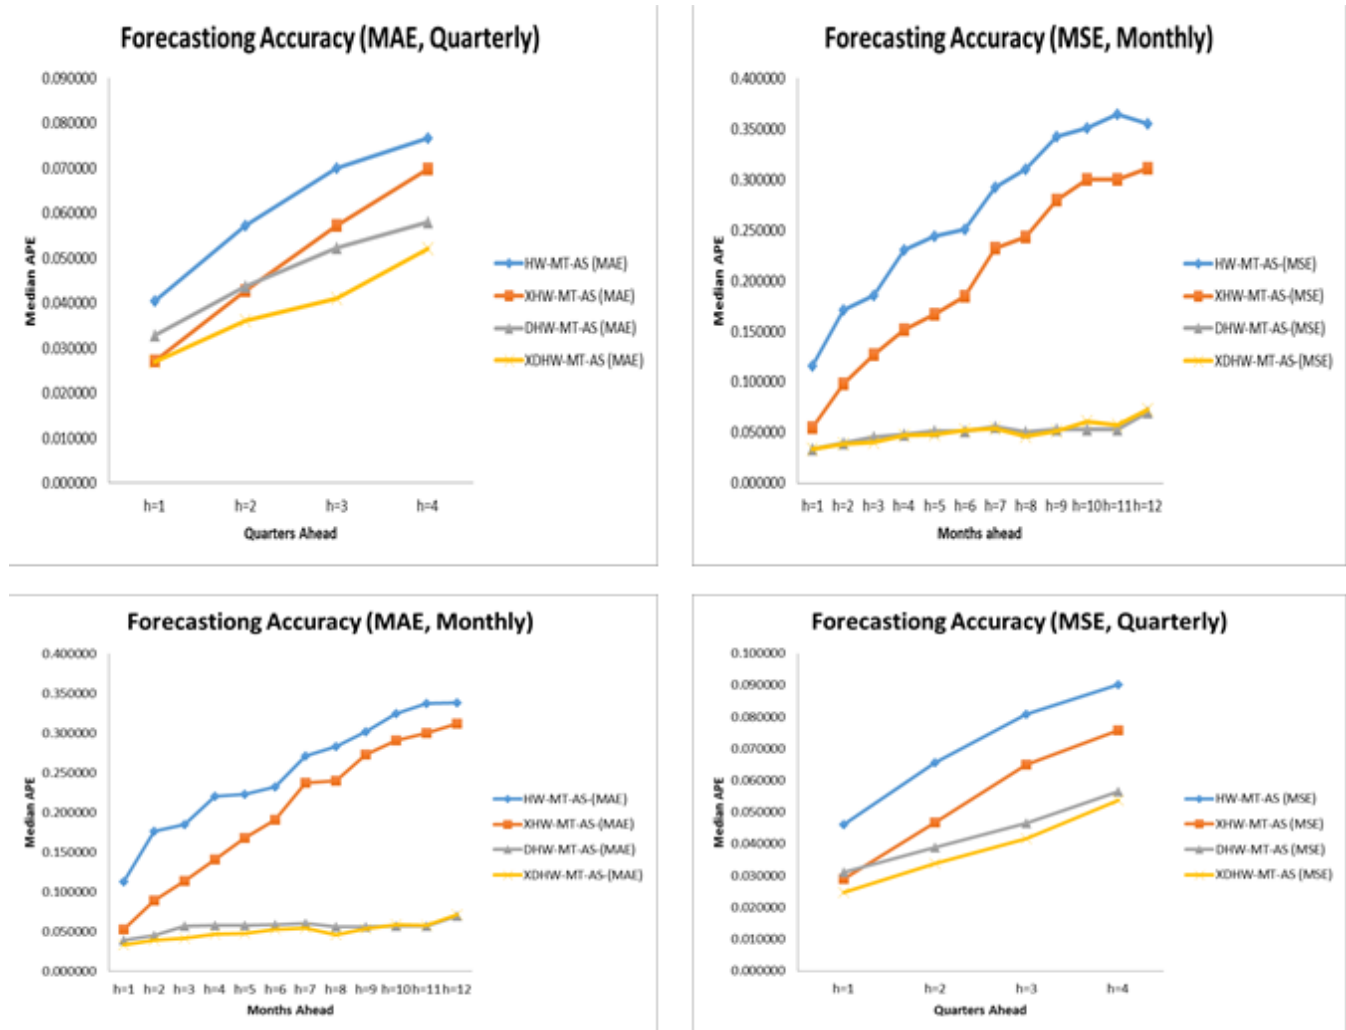 Forecastiong Accuracy (MAE, Quarterly)
0.090000
0.080000
0.070000
0.060000
0.050000
0.040000
0.030000
0.020000
0.010000
0.000000
Median APE
h=1 h=2 h=3 h=4
Quarters Ahead
HW-MT-AS (MAE)
XHW-MT-AS (MAE)
DHW-MT-AS (MAE)
XDHW-MT-AS (MAE)
Forecasting Accuracy (MSE, Monthly)
0.400000
0.350000
0.300000
0.250000
0.200000
0.150000
0.100000
0.050000
0.000000
Median APE
h=1 h=2 h=3 h=4 h=5 h=6 h=7 h=8 h=9 h=10 h=11 h=12
Months ahead
HW-MT-AS-(MSE)
XHW-MT-AS-(MSE)
DHW-MT-AS-(MSE)
XDHW-MT-AS-(MSE)
Forecastiong Accuracy (MAE, Monthly)
0.400000
0.350000
0.300000
0.250000
0.200000
0.150000
0.100000
0.050000
0.000000
Median APE
h=1 h=2 h=3 h=4 h=5 h=6 h=7 h=8 h=9 h=10 h=11 h=12
Months Ahead
HW-MT-AS-(MAE)
XHW-MT-AS-(MAE)
DHW-MT-AS-(MAE)
XDHW-MT-AS-(MAE)
Forecastiong Accuracy (MSE, Quarterly)
0.100000
0.090000
0.080000
0.070000
0.060000
0.050000
0.040000
0.030000
0.020000
0.010000
0.000000
Median APE
h=1 h=2 h=3 h=4
Quarters Ahead
HW-MT-AS (MSE)
XHW-MT-AS (MSE)
DHW-MT-AS (MSE)
XDHW-MT-AS (MSE)